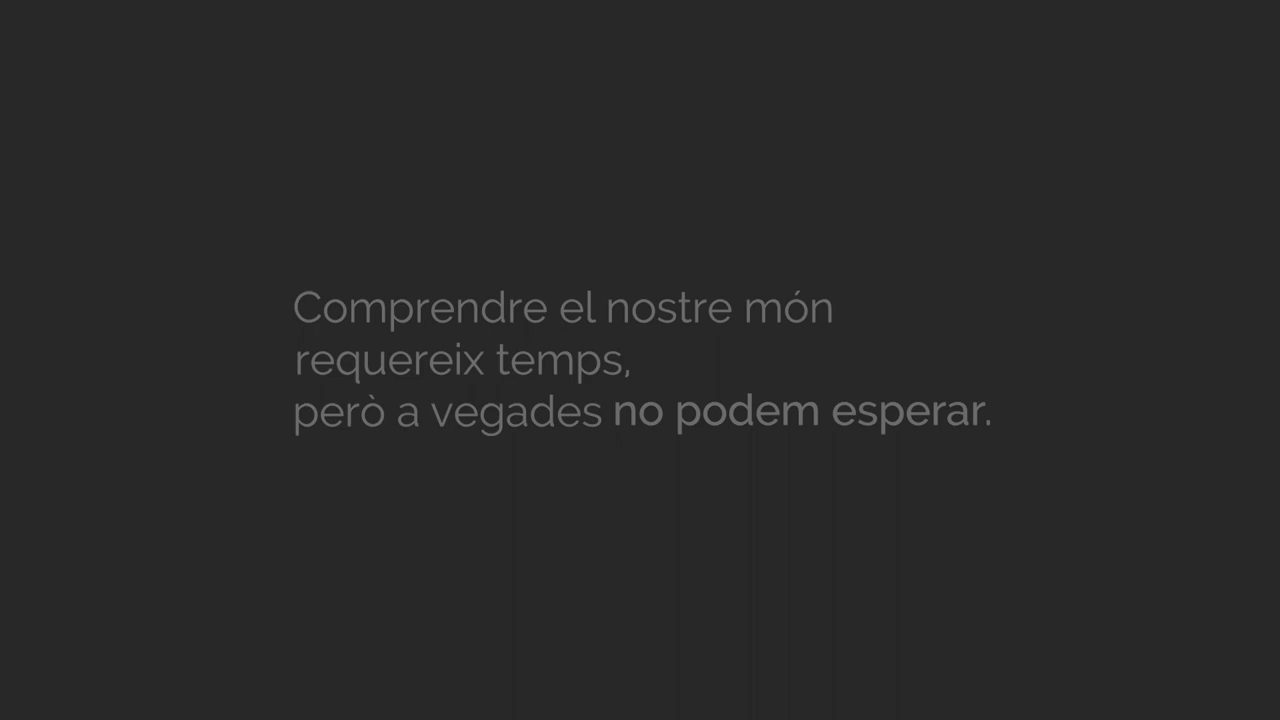 Comprendre el nostre món
requereix temps,
però a vegades no podem esperar.